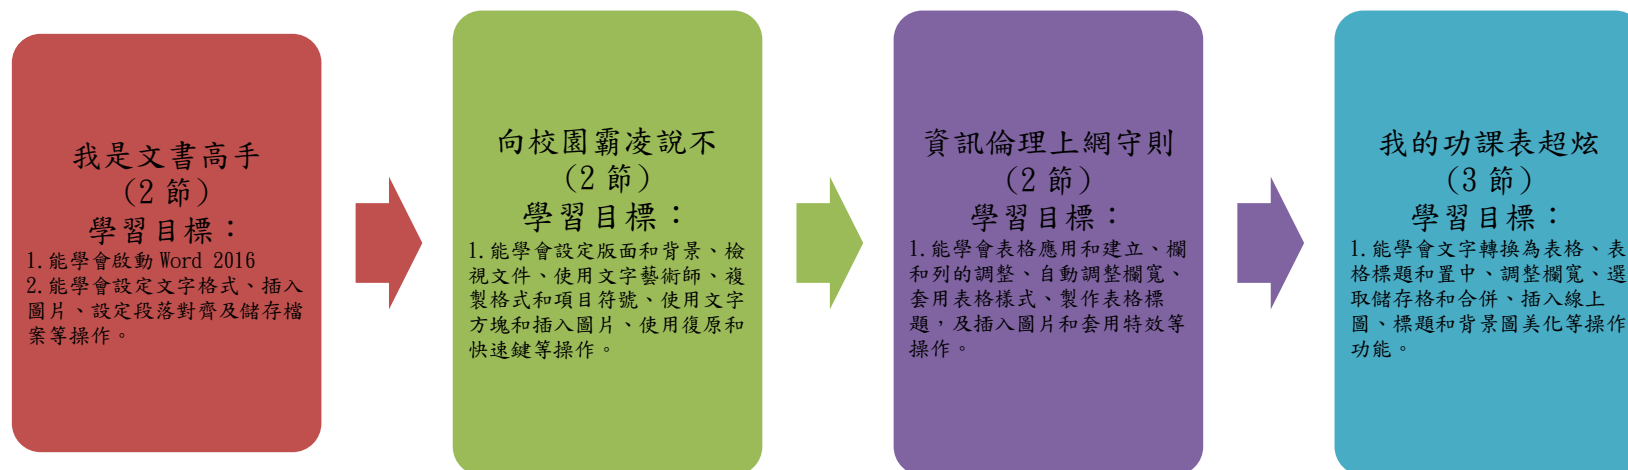 我是文書高手
(2 節)
學習目標：
1.能學會啟動 Word 2016
2.能學會設定文字格式、插入
圖片、設定段落對齊及儲存檔
案等操作。
向校園霸凌說不
(2 節)
學習目標：
1.能學會設定版面和背景、檢
視文件、使用文字藝術師、複
製格式和項目符號、使用文字
方塊和插入圖片、使用復原和
快速鍵等操作。
資訊倫理上網守則
(2 節)
學習目標：
1.能學會表格應用和建立、欄
和列的調整、自動調整欄寬、
套用表格樣式、製作表格標
題，及插入圖片和套用特效等
操作。
我的功課表超炫
(3 節)
學習目標：
1.能學會文字轉換為表格、表
格標題和置中、調整欄寬、選
取儲存格和合併、插入線上
圖、標題和背景圖美化等操作
功能。